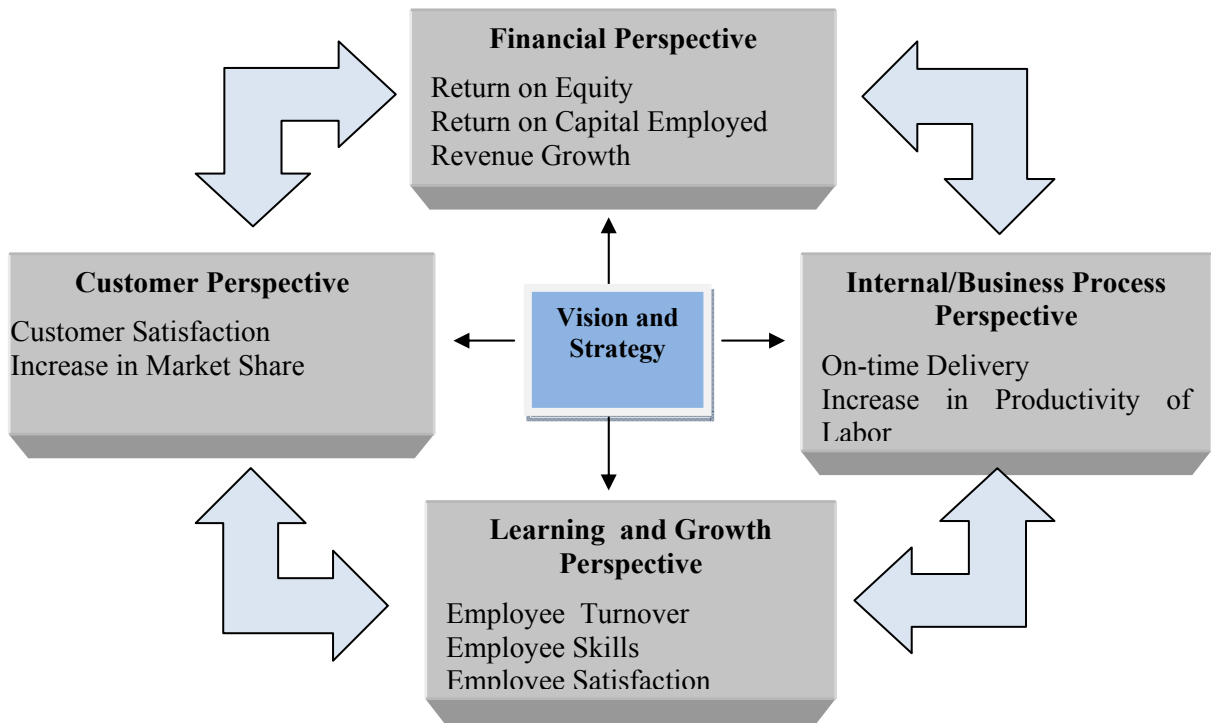 Financial Perspective
Return on Equity
Return on Capital Employed
Revenue Growth
Customer Perspective
Customer Satisfaction
Increase in Market Share
Vision and
Strategy
Internal/Business Process
Perspective
On-time Delivery
Increase in Productivity of
Labor
Learning and Growth
Perspective
Employee Turnover
Employee Skills
Employee Satisfaction